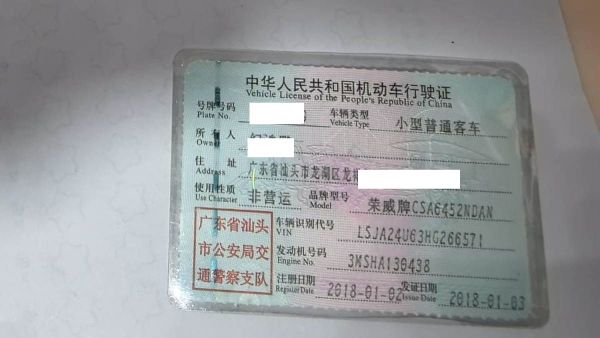 中华人民共和国机动车行驶证
Vehicle License of the People's Republic of China
号牌号码 车辆类型 小型普通客车
Plate No. Vehicle Type
所有人
Owner
住址 广东省汕头市龙湖区龙
Address
使用性质 非营运 品牌型号 荣威牌CSA6452NDAN
Use Character Model
广东省汕头 车辆识别代号 LSJA24U63HG266571
VIN
市公安局交 发动机号码 3MSHA130438
Engine No.
通警察支队 注册日期 2018-01-02 发证日期 2018-01-03
Register Date Issue Date